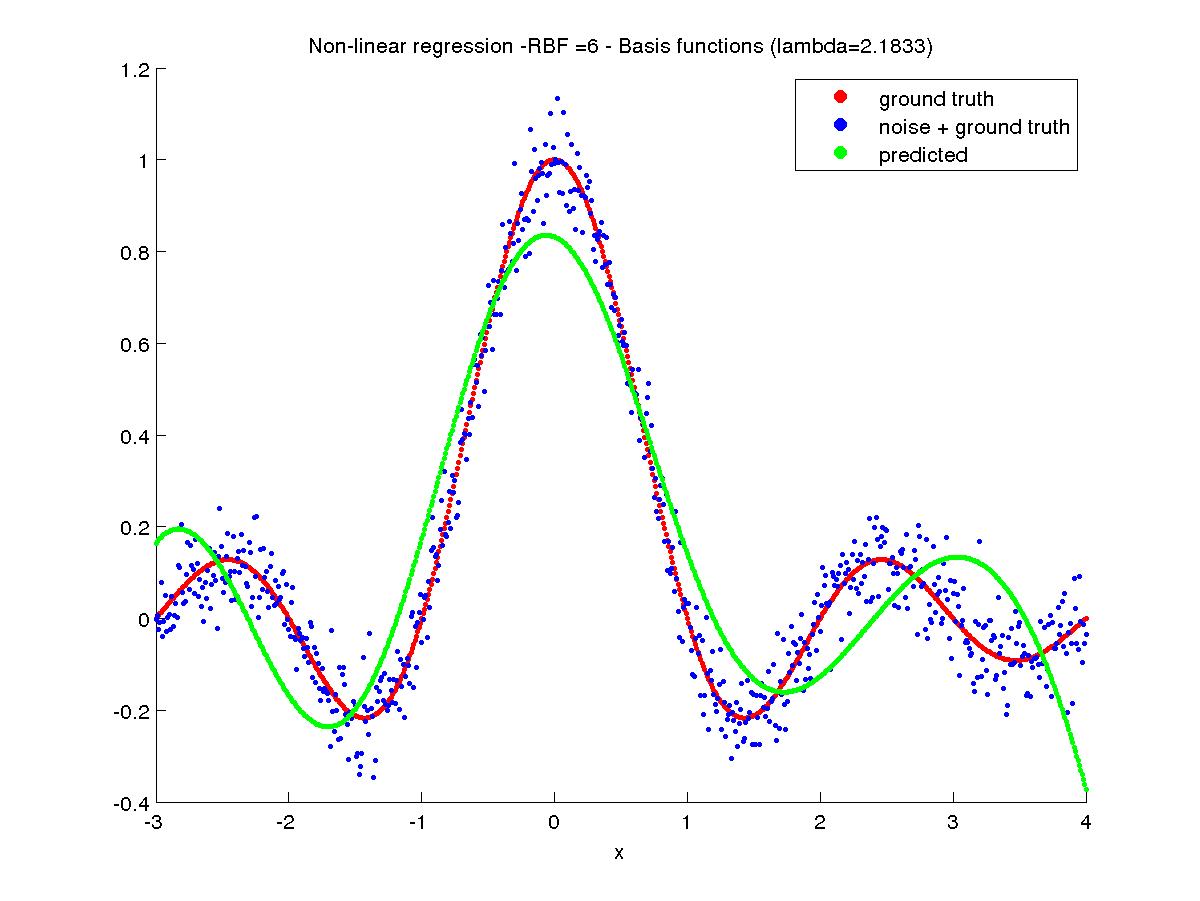 Non-linear regression -RBF =6 - Basis functions (lambda=2.1833)
1.2
ground truth
noise + ground truth
predicted
1
0.8
0.6
0.4
0.2
0
-0.2
-0.4
-3 -2 -1 0 1 2 3 4
x